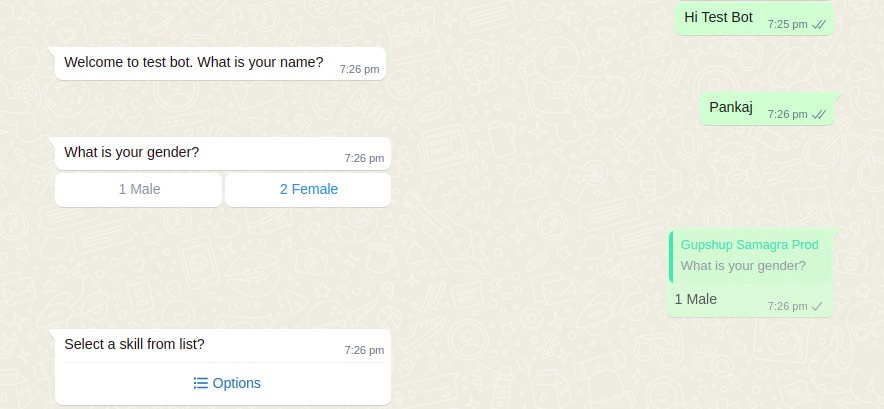 Hi Test Bot 7:25 pm
Welcome to test bot. What is your name? 7:26 pm
Pankaj 7:26 pm
What is your gender? 7:26 pm
1 Male 2 Female
Gupshup Samagra Prod
What is your gender?
1 Male 7:26 pm
Select a skill from list? 7:26 pm
Options